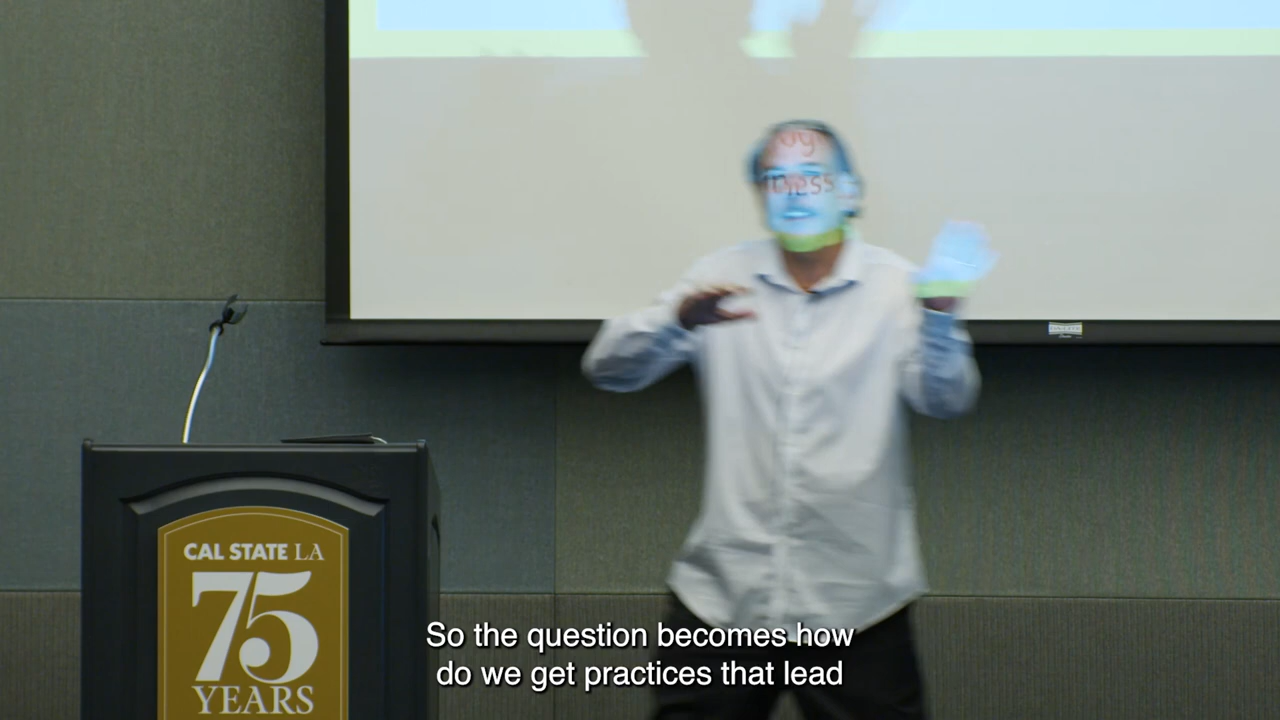 CAL STATE LA
75
YEARS
So the question becomes how
do we get practices that lead